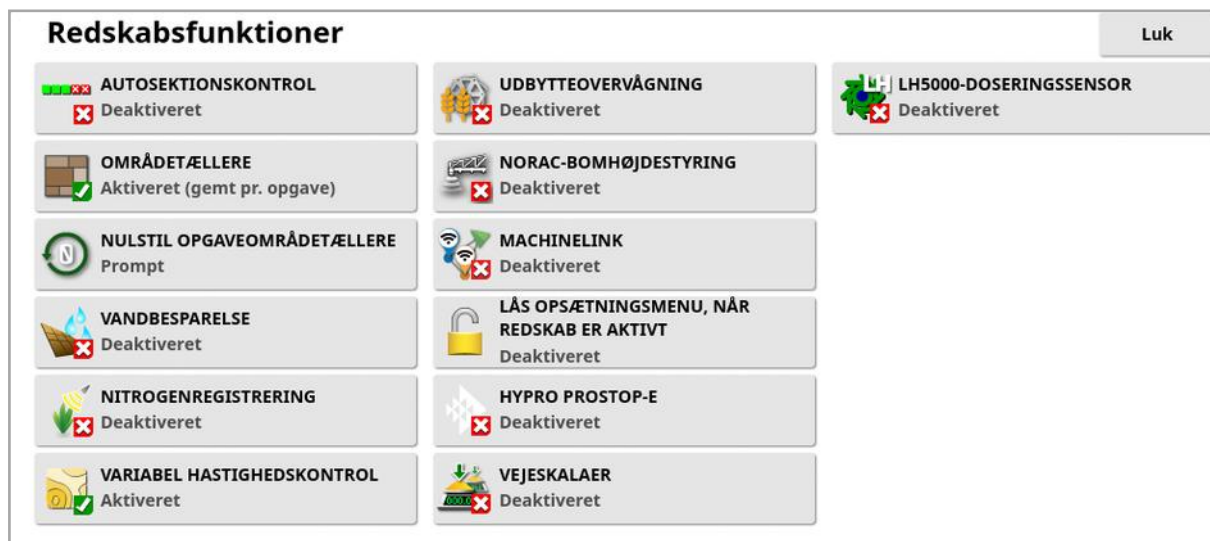 Redskabsfunktioner
Luk
AUTOSEKTIONSKONTROL
Deaktiveret
OMRÅDETÆLLERE
Aktiveret (gemt pr. opgave)
NULSTIL OPGAVEOMRÅDETÆLLERE
Prompt
VANDBESPARELSE
Deaktiveret
NITROGENREGISTRERING
Deaktiveret
VARIABEL HASTIGHEDSKONTROL
Aktiveret
UDBYTTEOVERVÅGNING
Deaktiveret
NORAC-BOMHØJDESTYRING
Deaktiveret
MACHINELINK
Deaktiveret
LÅS OPSÆTNINGSMENU, NÅR
REDSKAB ER AKTIVT
Deaktiveret
HYPRO PROSTOP-E
Deaktiveret
VEJESKALAER
Deaktiveret
LH
LH5000-DOSERINGSSENSOR
Deaktiveret